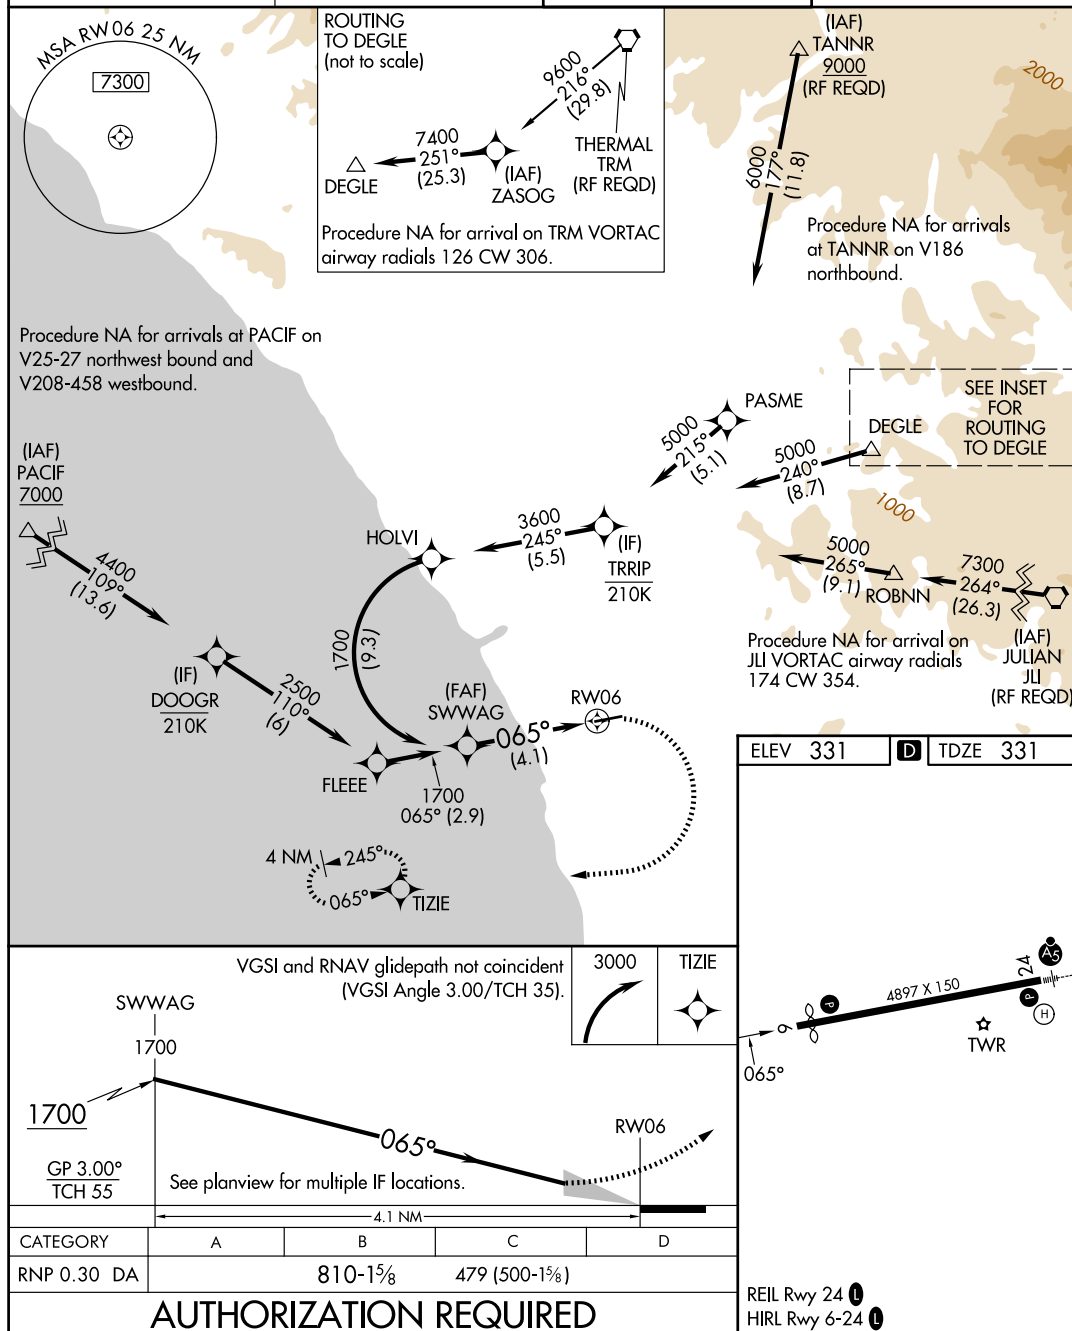 MSA RW06 25 NM
7300
ROUTING
TO DEGLE
(not to scale)
9600
216°
(29.8)
7400
251°
(25.3)
DEGLE
(IAF)
ZASOG
THERMAL
TRM
(RF REQD)
Procedure NA for arrival on TRM VORTAC
airway radials 126 CW 306.
(IAF)
TANNR
9000
(RF REQD)
2000
6000
177°
(11.8)
Procedure NA for arrivals
at TANNR on V186
northbound.
Procedure NA for arrivals at PACIF on
V25-27 northwest bound and
V208-458 westbound.
SEE INSET
FOR
ROUTING
TO DEGLE
PASME
DEGLE
5000
215°
(5.1)
5000
240°
(8.7)
1000
(IAF)
PACIF
7000
4400
109°
(13.6)
HOLVI
3600
245°
(5.5)
(IF)
TRRIP
210K
5000
265°
(9.1)
ROBNN
7300
264°
(26.3)
(IAF)
JULIAN
JLI
(RF REQD)
Procedure NA for arrival on
JLI VORTAC airway radials
174 CW 354.
1700
(9.3)
(IF)
DOOGR
210K
2500
110°
(6)
(FAF)
SWWAG
RW06
065°
(4.1)
FLEEE
1700
065° (2.9)
4 NM
245°
065°
TIZIE
ELEV 331
D
TDZE 331
VGSI and RNAV glidepath not coincident
(VGSI Angle 3.00/TCH 35).
3000
TIZIE
SWWAG
1700
1700
065°
RW06
GP 3.00°
TCH 55
See planview for multiple IF locations.
4.1 NM
4897 X 150
6
24
P
P
A5
H
TWR
065°
CATEGORY A B C D
RNP 0.30 DA 810-1⅝ 479 (500-1⅝)
AUTHORIZATION REQUIRED
REIL Rwy 24 L
HIRL Rwy 6-24 L